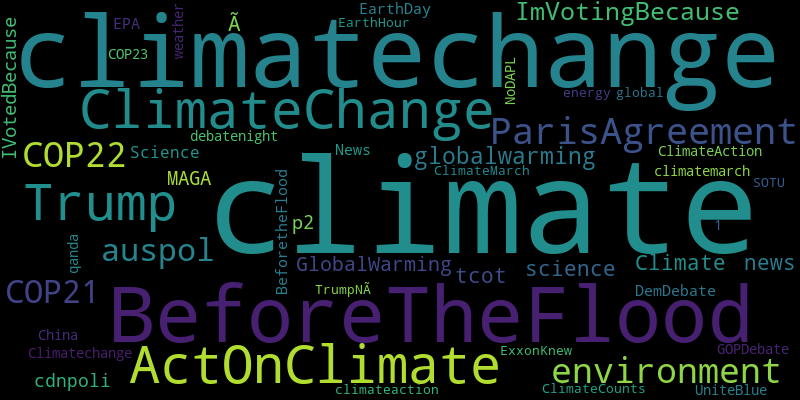 EarthDay
ImVotingBecause
EPA
Ã
EarthHour
weather
IVotedBecause
climatechange
COP23
NoDAPL
energy
global
ClimateChange
ParisAgreement
debatenight
COP22
Science
News
globalwarming
ClimateAction
ClimateMarch
climatemarch
MAGA
SOTU
Trump
climate
BeforetheFlood
p2
1
qanda
auspol
GlobalWarming
tcot
science
Climate
news
COP21
TrumpNÃ
DemDebate
BeforeTheFlood
China
Climatechange
ActOnClimate
ExxonKnew
GOPDebate
environment
cdnpoli
climateaction
ClimateCounts
UniteBlue